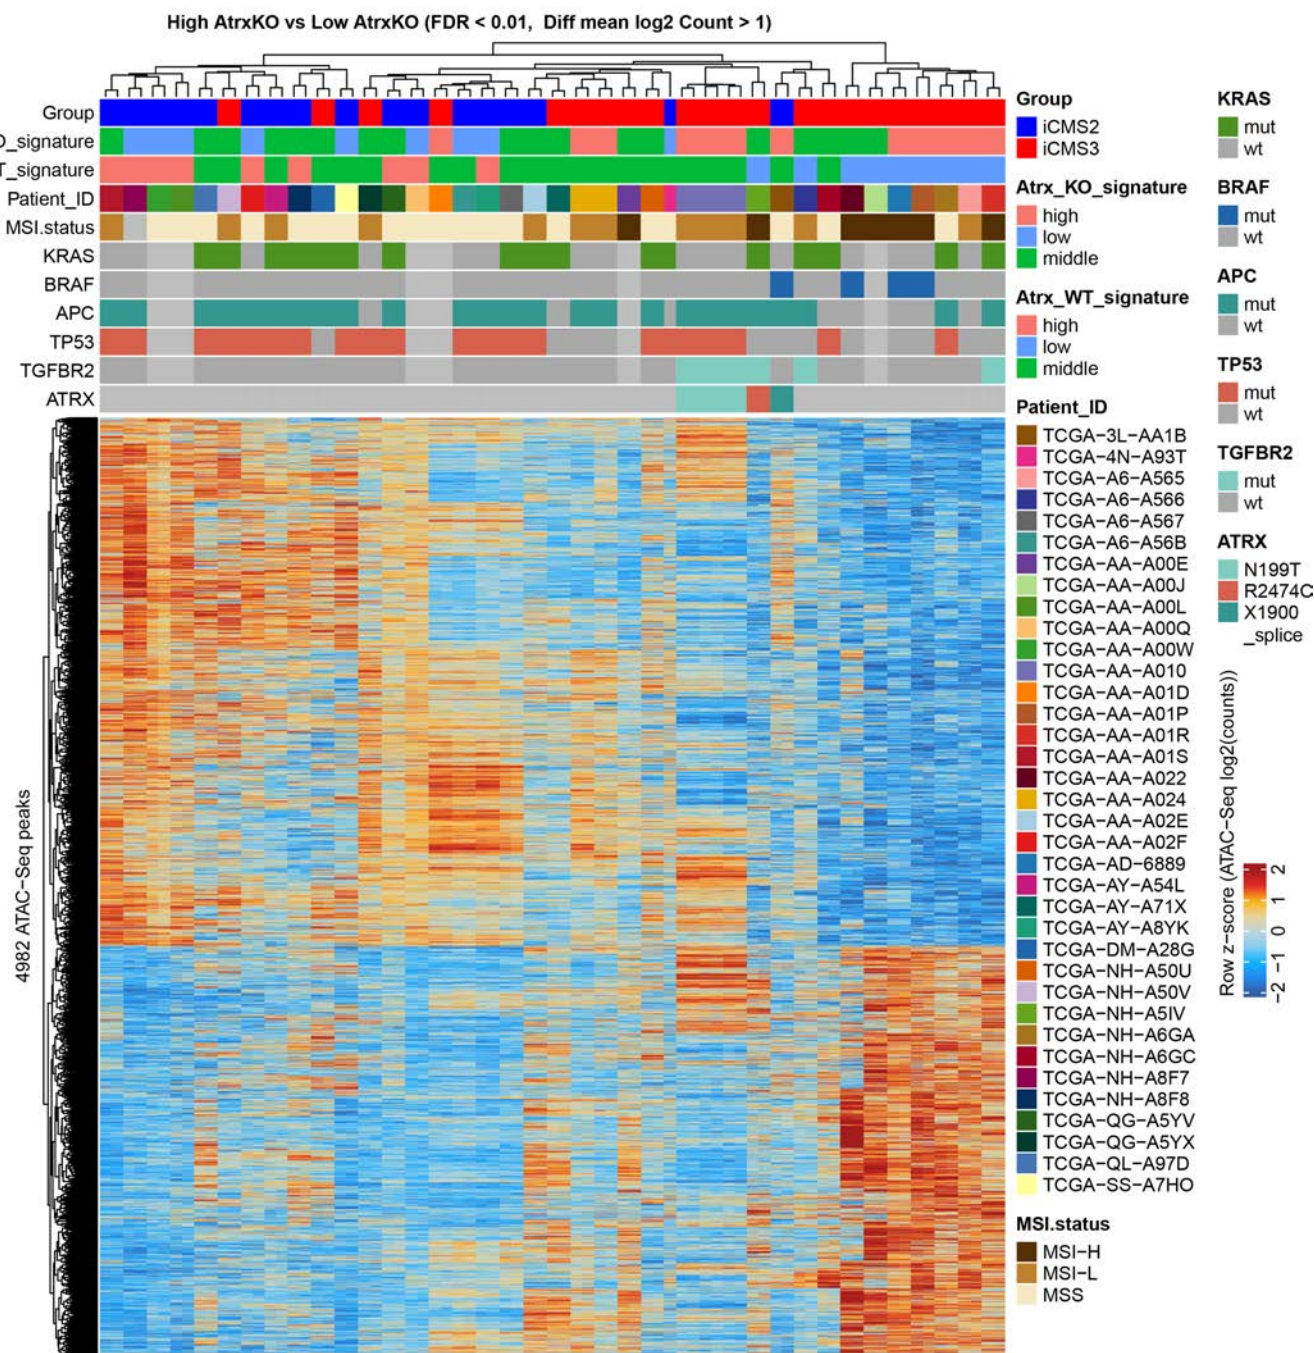 High AtrxKO vs Low AtrxKO (FDR < 0.01, Diff mean log2 Count > 1)
Group
O_signature
T_signature
Patient_ID
MSI.status
KRAS
BRAF
APC
TP53
TGFBR2
ATRX
4982 ATAC-Seq peaks
Group
iCMS2
iCMS3
Atrx_KO_signature
high
low
middle
Atrx_WT_signature
high
low
middle
Patient_ID
TCGA-3L-AA1B
TCGA-4N-A93T
TCGA-A6-A565
TCGA-A6-A566
TCGA-A6-A567
TCGA-A6-A56B
TCGA-AA-A00E
TCGA-AA-A00J
TCGA-AA-A00L
TCGA-AA-A00Q
TCGA-AA-A00W
TCGA-AA-A010
TCGA-AA-A01D
TCGA-AA-A01P
TCGA-AA-A01R
TCGA-AA-A01S
TCGA-AA-A022
TCGA-AA-A024
TCGA-AA-A02E
TCGA-AA-A02F
TCGA-AD-6889
TCGA-AY-A54L
TCGA-AY-A71X
TCGA-AY-A8YK
TCGA-DM-A28G
TCGA-NH-A50U
TCGA-NH-A50V
TCGA-NH-A5IV
TCGA-NH-A6GA
TCGA-NH-A6GC
TCGA-NH-A8F7
TCGA-NH-A8F8
TCGA-QG-A5YV
TCGA-QG-A5YX
TCGA-QL-A97D
TCGA-SS-A7HO
MSI.status
MSI-H
MSI-L
MSS
KRAS
mut
wt
BRAF
mut
wt
APC
mut
wt
TP53
mut
wt
TGFBR2
mut
wt
ATRX
N199T
R2474C
X1900
_splice
Row z-score (ATAC-Seq log2(counts))
2
1
0
-1
-2